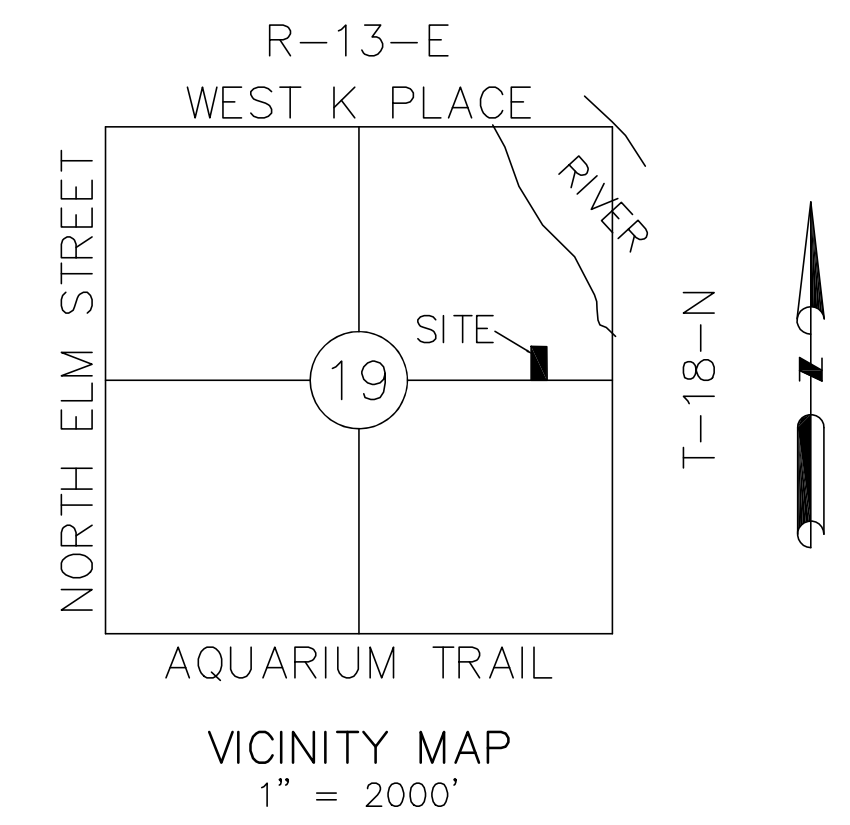 R-13-E
WEST K PLACE
RIVER
NORTH ELM STREET
SITE
19
T-18-N
N
AQUARIUM TRAIL
VICINITY MAP
1" = 2000'